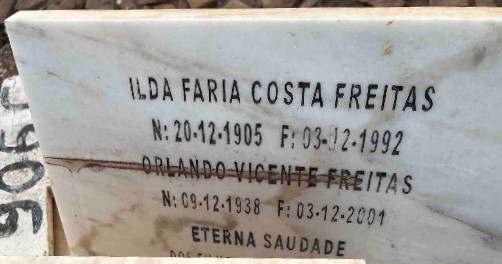 ILDA FARIA COSTA FREITAS
N: 20-12-1905 F: 03-12-1992
ORLANDO VICENTE FREITAS
N: 09-12-1938 F: 03-12-2001
ETERNA SAUDADE